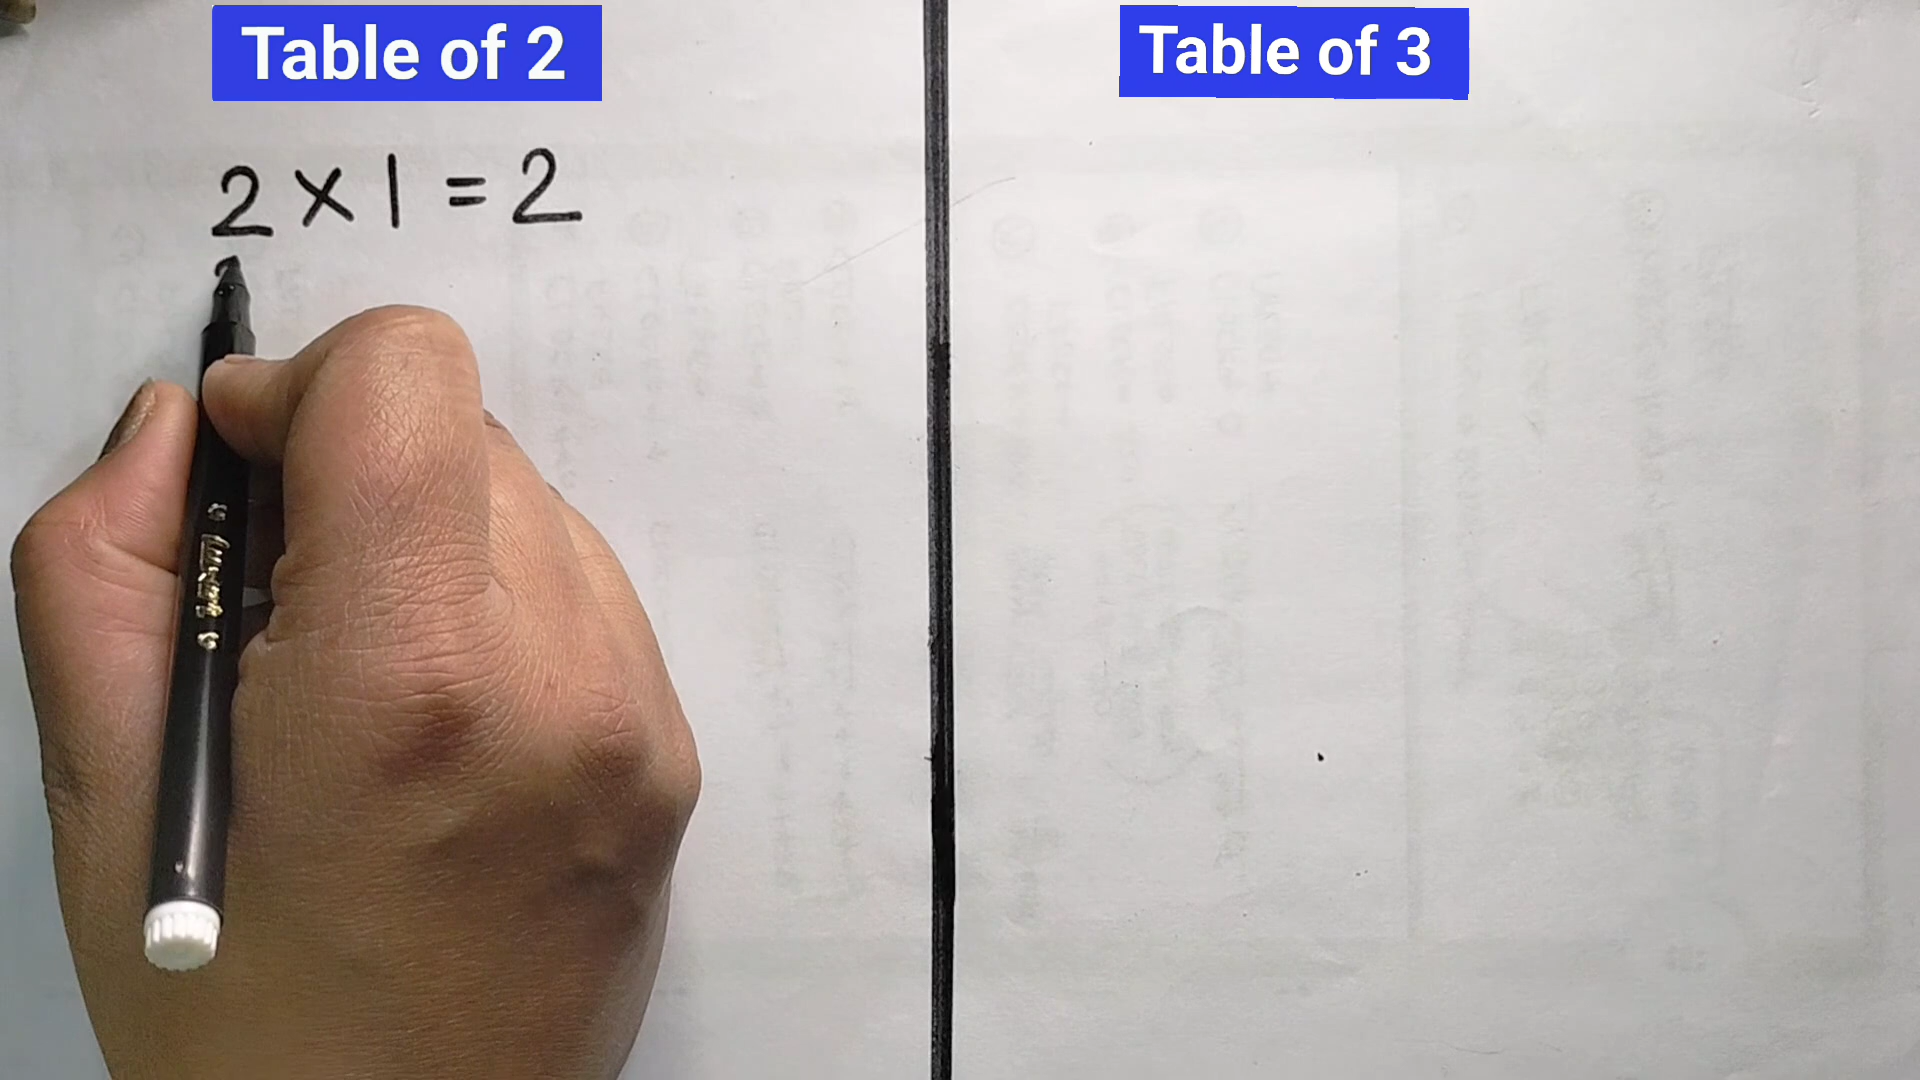 Table of 2
2 × 1 = 2
Table of 3